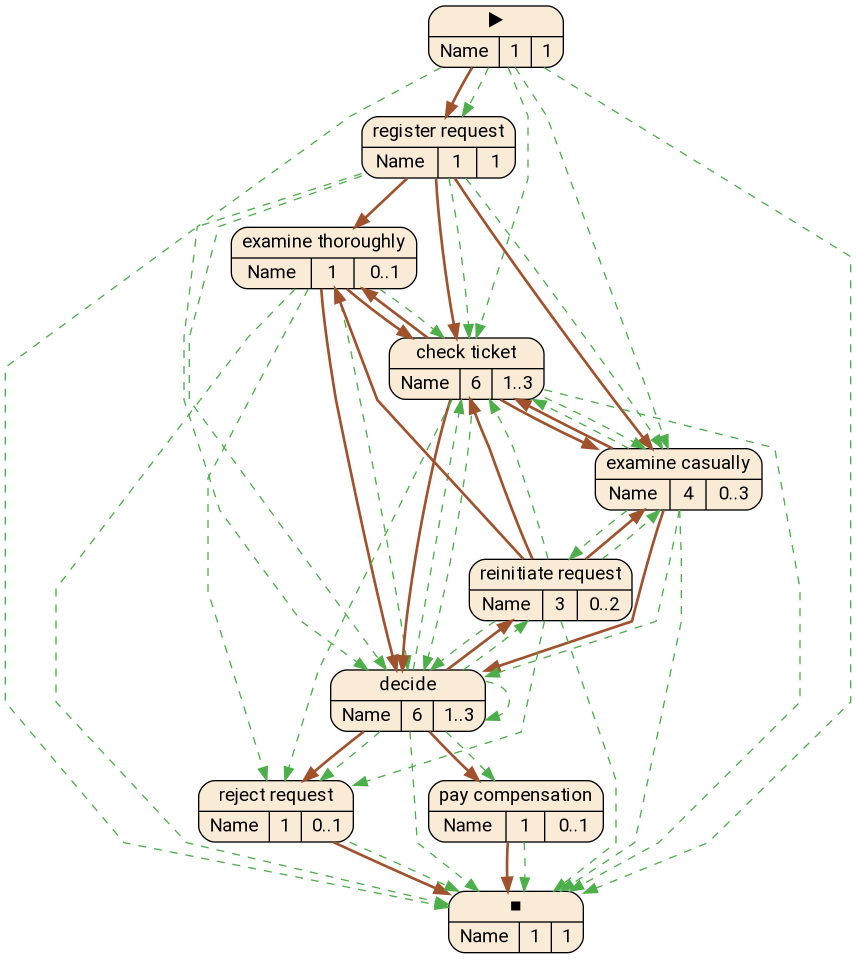 ▶
Name 1 1
register request
Name 1 1
examine thoroughly
Name 1 0..1
check ticket
Name 6 1..3
examine casually
Name 4 0..3
reinitiate request
Name 3 0..2
decide
Name 6 1..3
reject request
Name 1 0..1
pay compensation
Name 1 0..1
■
Name 1 1